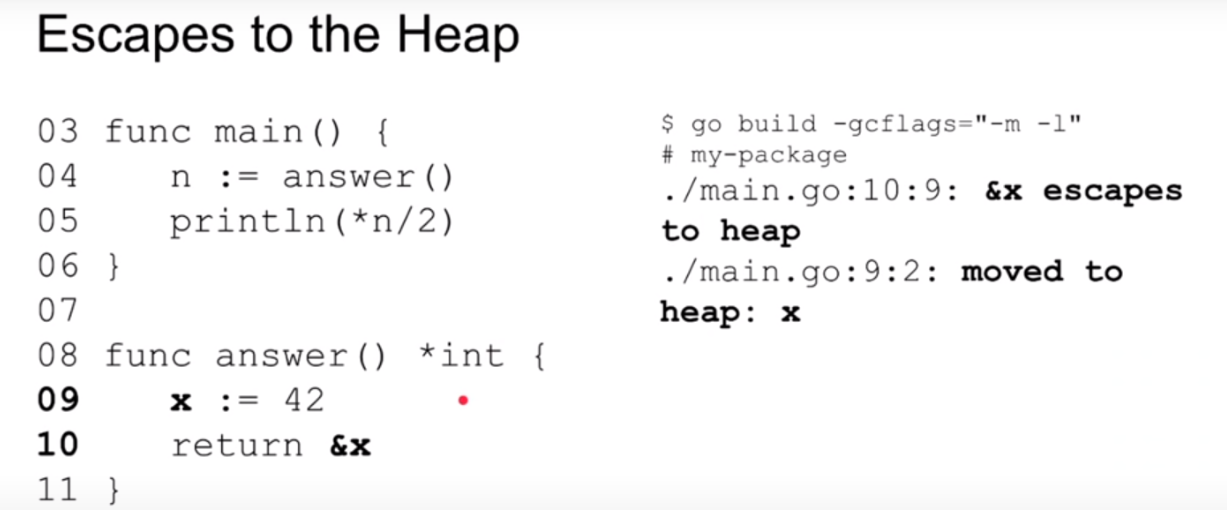 Escapes to the Heap
03 func main() {
04     n := answer()
05     println(*n/2)
06 }
07
08 func answer() *int {
09     x := 42
10     return &x
11 }
$ go build -gcflags="-m -l"
# my-package
./main.go:10:9: &x escapes
to heap
./main.go:9:2: moved to
heap: x